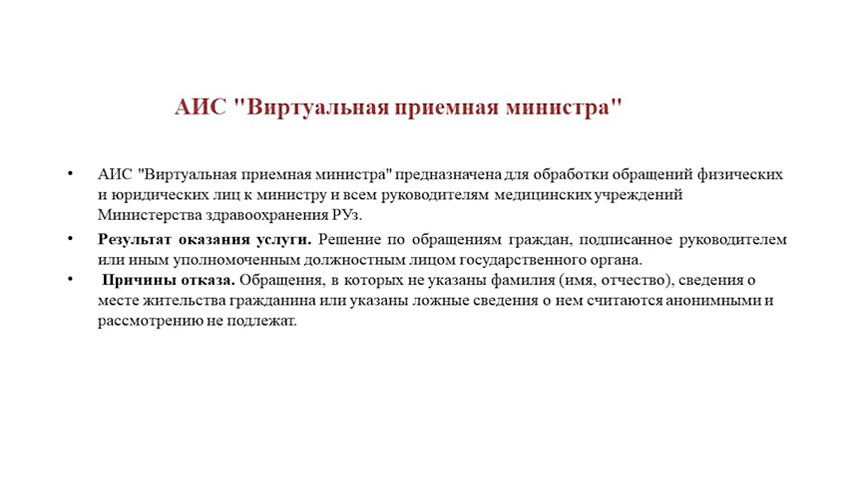 АИС "Виртуальная приемная министра"
• АИС "Виртуальная приемная министра" предназначена для обработки обращений физических
и юридических лиц к министру и всем руководителям медицинских учреждений
Министерства здравоохранения РУз.
• Результат оказания услуги. Решение по обращениям граждан, подписанное руководителем
или иным уполномоченным должностным лицом государственного органа.
• Причины отказа. Обращения, в которых не указаны фамилия (имя, отчество), сведения о
месте жительства гражданина или указаны ложные сведения о нем считаются анонимными и
рассмотрению не подлежат.